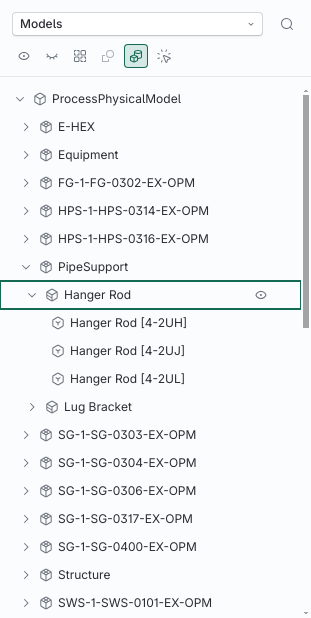 Models
ProcessPhysicalModel
E-HEX
Equipment
FG-1-FG-0302-EX-OPM
HPS-1-HPS-0314-EX-OPM
HPS-1-HPS-0316-EX-OPM
PipeSupport
Hanger Rod
Hanger Rod [4-2UH]
Hanger Rod [4-2UJ]
Hanger Rod [4-2UL]
Lug Bracket
SG-1-SG-0303-EX-OPM
SG-1-SG-0304-EX-OPM
SG-1-SG-0306-EX-OPM
SG-1-SG-0317-EX-OPM
SG-1-SG-0400-EX-OPM
Structure
SWS-1-SWS-0101-EX-OPM